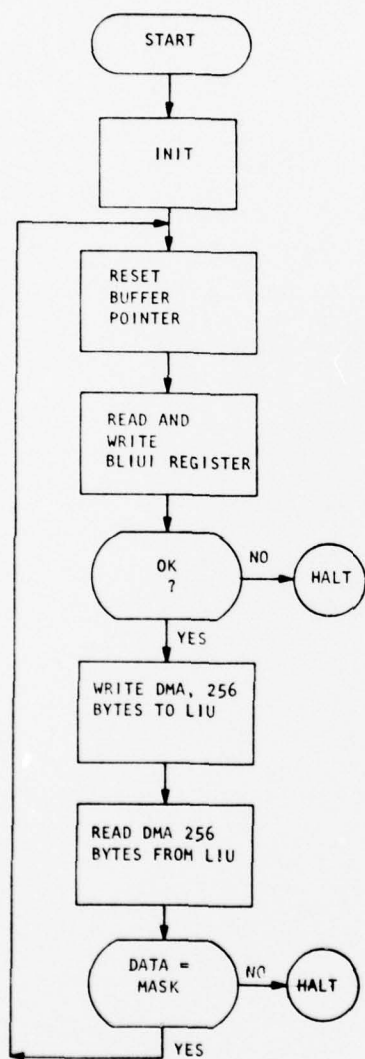 START
INIT
RESET
BUFFER
POINTER
READ AND
WRITE
BLIUI REGISTER
OK
?
NO
HALT
YES
WRITE DMA, 256
BYTES TO LIU
READ DMA 256
BYTES FROM LIU
DATA =
MASK
NO
HALT
YES